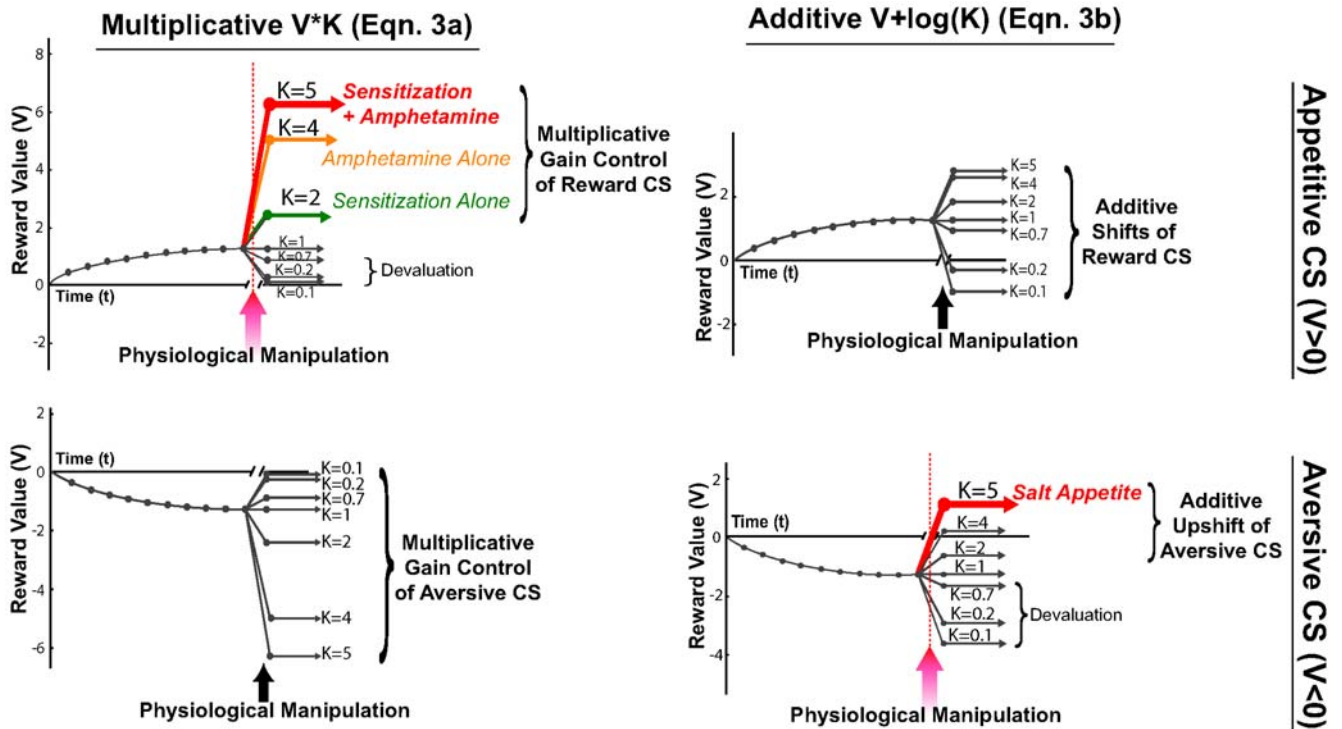 Multiplicative V*K (Eqn. 3a)
Additive V+log(K) (Eqn. 3b)
Appetitive CS (V>0)
Aversive CS (V<0)
Reward Value (V)
8
6
4
2
0
-2
K=5
Sensitization
+ Amphetamine
K=4
Amphetamine Alone
K=2
Sensitization Alone
K=1
K=0.7
K=0.2
K=0.1
Devaluation
Multiplicative
Gain Control
of Reward CS
Time (t)
Physiological Manipulation
Reward Value (V)
2
0
-2
Time (t)
K=5
K=4
K=2
K=1
K=0.7
K=0.2
K=0.1
Additive
Shifts of
Reward CS
Physiological Manipulation
Reward Value (V)
2
0
-2
-4
-6
Time (t)
K=0.1
K=0.2
K=0.7
K=1
K=2
K=4
K=5
Multiplicative
Gain Control
of Aversive CS
Physiological Manipulation
Reward Value (V)
2
0
-2
-4
Time (t)
K=5
Salt Appetite
K=4
K=2
K=1
K=0.7
K=0.2
K=0.1
Devaluation
Additive
Upshift of
Aversive CS
Physiological Manipulation